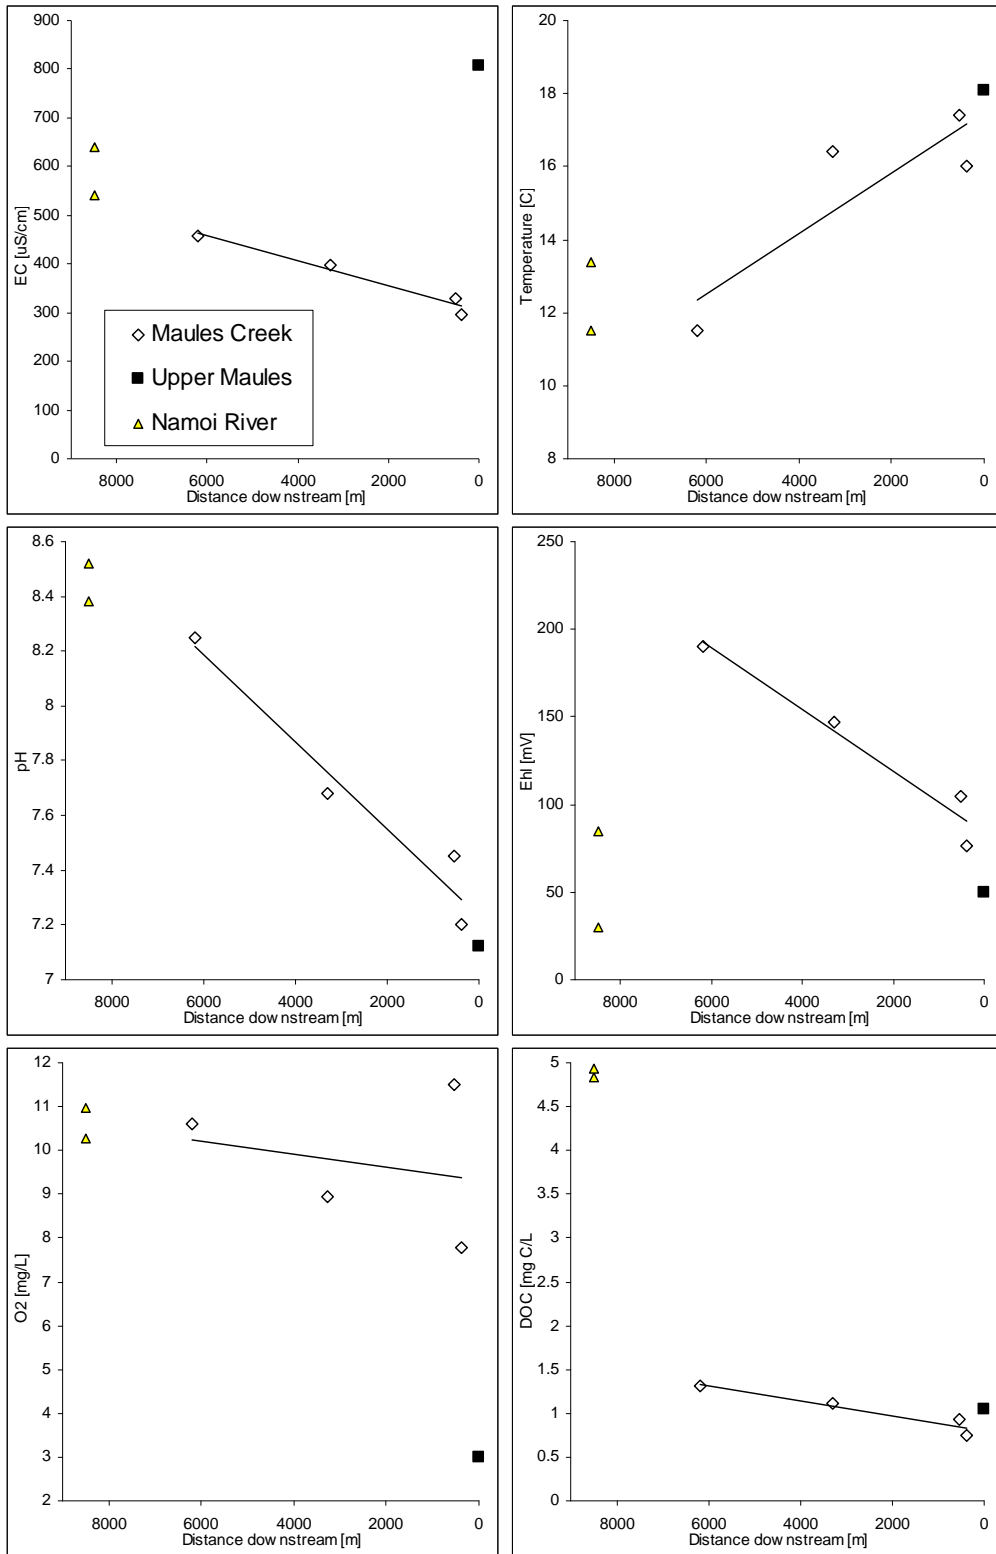 900
800
700
600
500
400
300
200
100
0
EC [uS/cm]
Maules Creek
Upper Maules
Namoi River
8000 6000 4000 2000 0
Distance dow nstream [m]
20
18
16
14
12
10
8
Temperature [C]
8000 6000 4000 2000 0
Distance dow nstream [m]
8.6
8.4
8.2
8
7.8
7.6
7.4
7.2
7
pH
8000 6000 4000 2000 0
Distance dow nstream [m]
250
200
150
100
50
0
Ehl [mV]
8000 6000 4000 2000 0
Distance dow nstream [m]
12
11
10
9
8
7
6
5
4
3
2
O2 [mg/L]
8000 6000 4000 2000 0
Distance dow nstream [m]
5
4.5
4
3.5
3
2.5
2
1.5
1
0.5
0
DOC [mg C/L
8000 6000 4000 2000 0
Distance dow nstream [m]